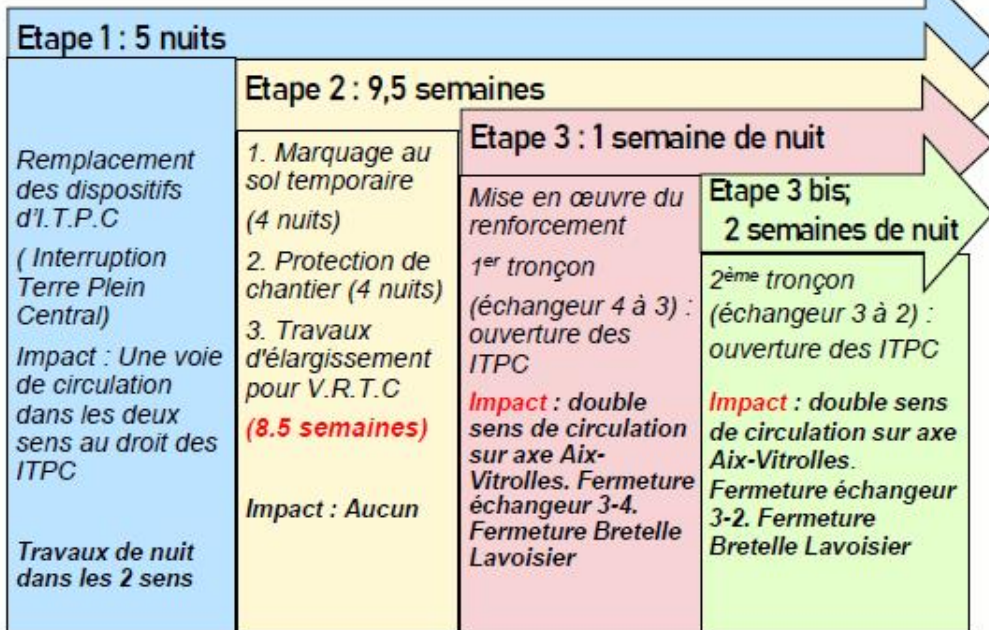 Etape 1 : 5 nuits
Remplacement
des dispositifs
d'I.T.P.C
( Interruption
Terre Plein
Central)
Impact : Une voie
de circulation
dans les deux
sens au droit des
ITPC
Travaux de nuit
dans les 2 sens
Etape 2 : 9,5 semaines
1. Marquage au
sol temporaire
(4 nuits)
2. Protection de
chantier (4 nuits)
3. Travaux
d'élargissement
pour V.R.T.C
(8.5 semaines)
Impact : Aucun
Etape 3 : 1 semaine de nuit
Mise en œuvre du
renforcement
1er tronçon
(échangeur 4 à 3) :
ouverture des
ITPC
Impact : double
sens de circulation
sur axe Aix-
Vitrolles. Fermeture
échangeur 3-4.
Fermeture Bretelle
Lavoisier
Etape 3 bis;
2 semaines de nuit
2ème tronçon
(échangeur 3 à 2) :
ouverture des ITPC
Impact : double sens
de circulation sur axe
Aix-Vitrolles.
Fermeture échangeur
3-2. Fermeture
Bretelle Lavoisier